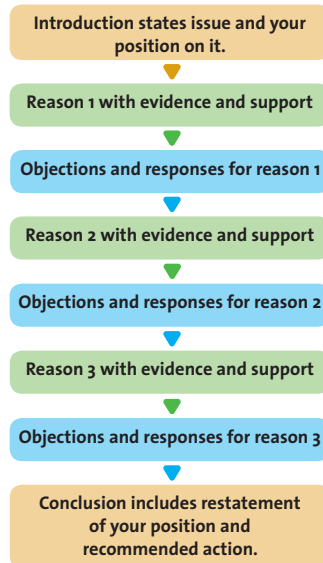 Introduction states issue and your
position on it.
Reason 1 with evidence and support
Objections and responses for reason 1
Reason 2 with evidence and support
Objections and responses for reason 2
Reason 3 with evidence and support
Objections and responses for reason 3
Conclusion includes restatement
of your position and
recommended action.